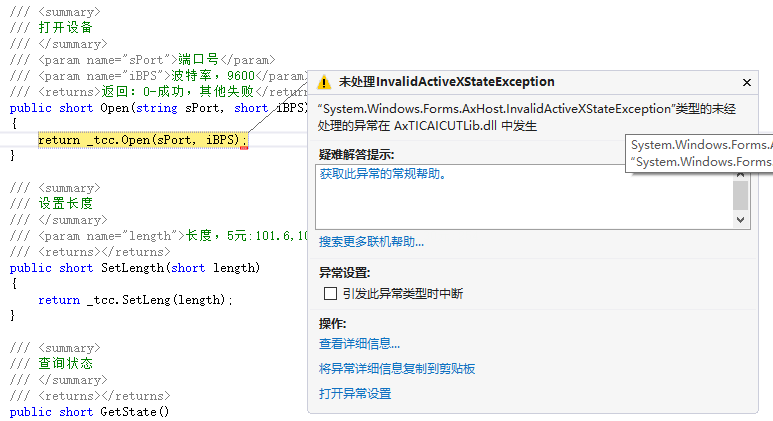 /// <summary>
/// 打开设备
/// </summary>
/// <param name="sPort">端口号</param>
/// <param name="iBPS">波特率，9600</param>
/// <returns>返回：0-成功，其他失败</return
public short Open(string sPort, short iBPS)
{
return _tcc.Open(sPort, iBPS);
}
/// <summary>
/// 设置长度
/// </summary>
/// <param name="length">长度，5元:101.6,10
/// <returns></returns>
public short SetLength(short length)
{
return _tcc.SetLeng(length);
}
/// <summary>
/// 查询状态
/// </summary>
/// <returns></returns>
public short GetState()
未处理InvalidActiveXStateException
“System.Windows.Forms.AxHost.InvalidActiveXStateException”类型的未经
处理的异常在 AxTICAICUTLib.dll 中发生
System.Windows.Forms.A
“System.Windows.Forms
疑难解答提示:
获取此异常的常规帮助。
搜索更多联机帮助...
异常设置:
引发此异常类型时中断
操作:
查看详细信息...
将异常详细信息复制到剪贴板
打开异常设置